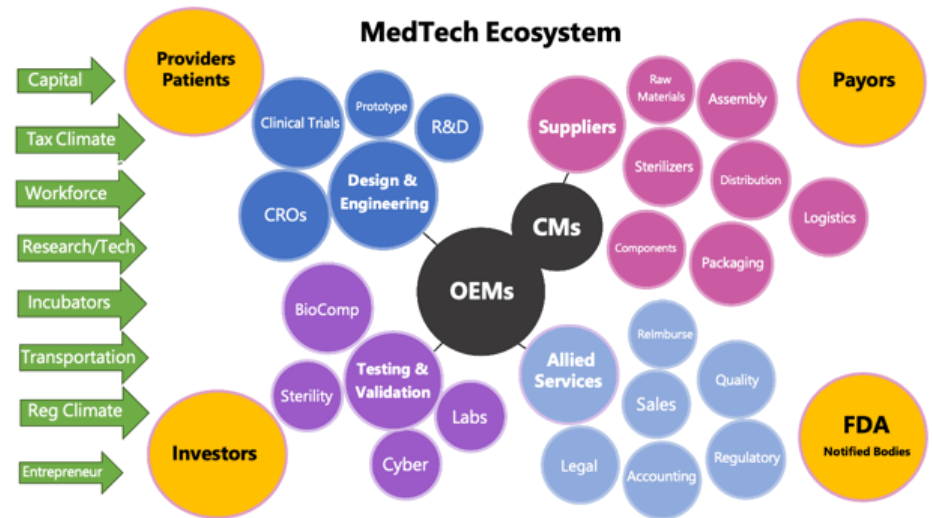 MedTech Ecosystem
Capital
Tax Climate
Workforce
Research/Tech
Incubators
Transportation
Reg Climate
Entrepreneur
Providers
Patients
Payors
Investors
FDA
Notified Bodies
Clinical Trials
Prototype
R&D
Design &
Engineering
CROs
Suppliers
Raw
Materials
Assembly
Sterilizers
Distribution
Logistics
Components
Packaging
CMs
OEMs
BioComp
Testing &
Validation
Sterility
Labs
Cyber
Allied
Services
Reimburse
Quality
Sales
Legal
Accounting
Regulatory